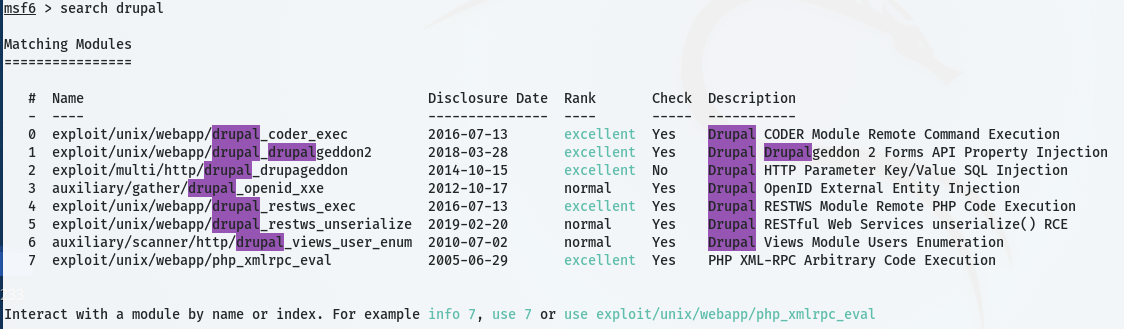 msf6 > search drupal
Matching Modules
================
#  Name                                       Disclosure Date  Rank       Check  Description
-  ----                                       ---------------  ----       -----  -----------
0  exploit/unix/webapp/drupal_coder_exec          2016-07-13       excellent  Yes    Drupal CODER Module Remote Command Execution
1  exploit/unix/webapp/drupal_drupalgeddon2       2018-03-28       excellent  Yes    Drupal Drupalgeddon 2 Forms API Property Injection
2  exploit/multi/http/drupal_drupageddon          2014-10-15       excellent  No     Drupal HTTP Parameter Key/Value SQL Injection
3  auxiliary/gather/drupal_openid_xxe             2012-10-17       normal     Yes    Drupal OpenID External Entity Injection
4  exploit/unix/webapp/drupal_restws_exec         2016-07-13       excellent  Yes    Drupal RESTWS Module Remote PHP Code Execution
5  exploit/unix/webapp/drupal_restws_unserialize  2019-02-20       normal     Yes    Drupal RESTful Web Services unserialize() RCE
6  auxiliary/scanner/http/drupal_views_user_enum  2010-07-02       normal     Yes    Drupal Views Module Users Enumeration
7  exploit/unix/webapp/php_xmlrpc_eval            2005-06-29       excellent  Yes    PHP XML-RPC Arbitrary Code Execution
Interact with a module by name or index. For example info 7, use 7 or use exploit/unix/webapp/php_xmlrpc_eval